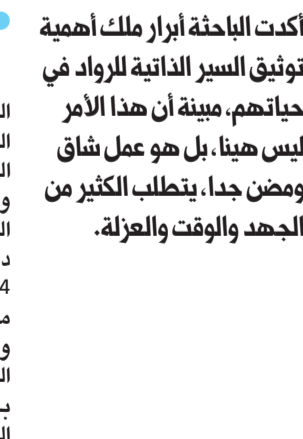 أكدت الباحثة أبرار ملك أهمية
توثيق السير الذاتية للرواد في
حياتهم، مبينة أن هذا الأمر
ليس هينا، بل هو عمل شاق
ومضن جدا، يتطلب الكثير من
الجهد والوقت والعزلة.